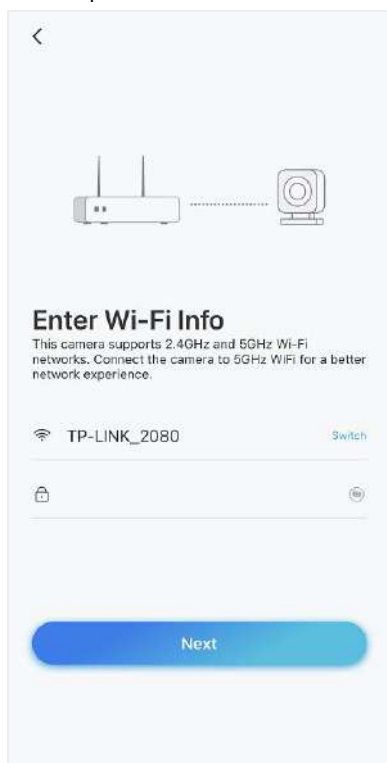 Enter Wi-Fi Info
This camera supports 2.4GHz and 5GHz Wi-Fi
networks. Connect the camera to 5GHz WiFi for a better
network experience.
TP-LINK_2080 Switch
Next